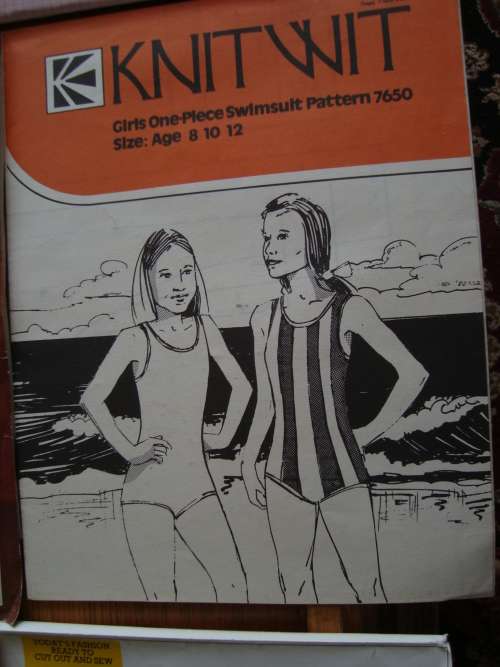 KNITWIT
Girls One-Piece Swimsuit Pattern 7650
Size: Age 8 10 12
TODAY'S FASHION
READY TO
CUT OUT AND SEW